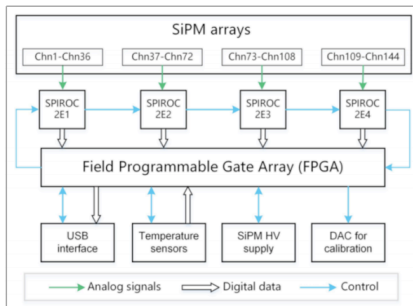 SiPM arrays
Chn1-Chn36 Chn37-Chn72 Chn73-Chn108 Chn109-Chn144
SPIROC SPIROC SPIROC SPIROC
2E1 2E2 2E3 2E4
Field Programmable Gate Array (FPGA)
USB Temperature SiPM HV DAC for
interface sensors supply calibration
Analog signals Digital data Control